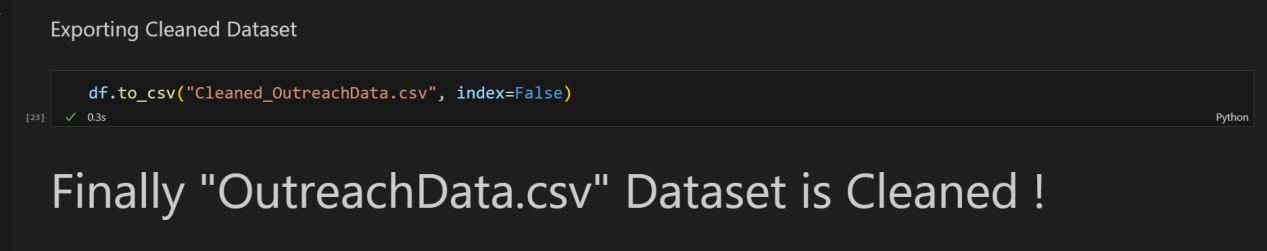 Exporting Cleaned Dataset
df.to_csv("Cleaned_OutreachData.csv", index=False)
[23]
0.3s
Python
Finally "OutreachData.csv" Dataset is Cleaned !